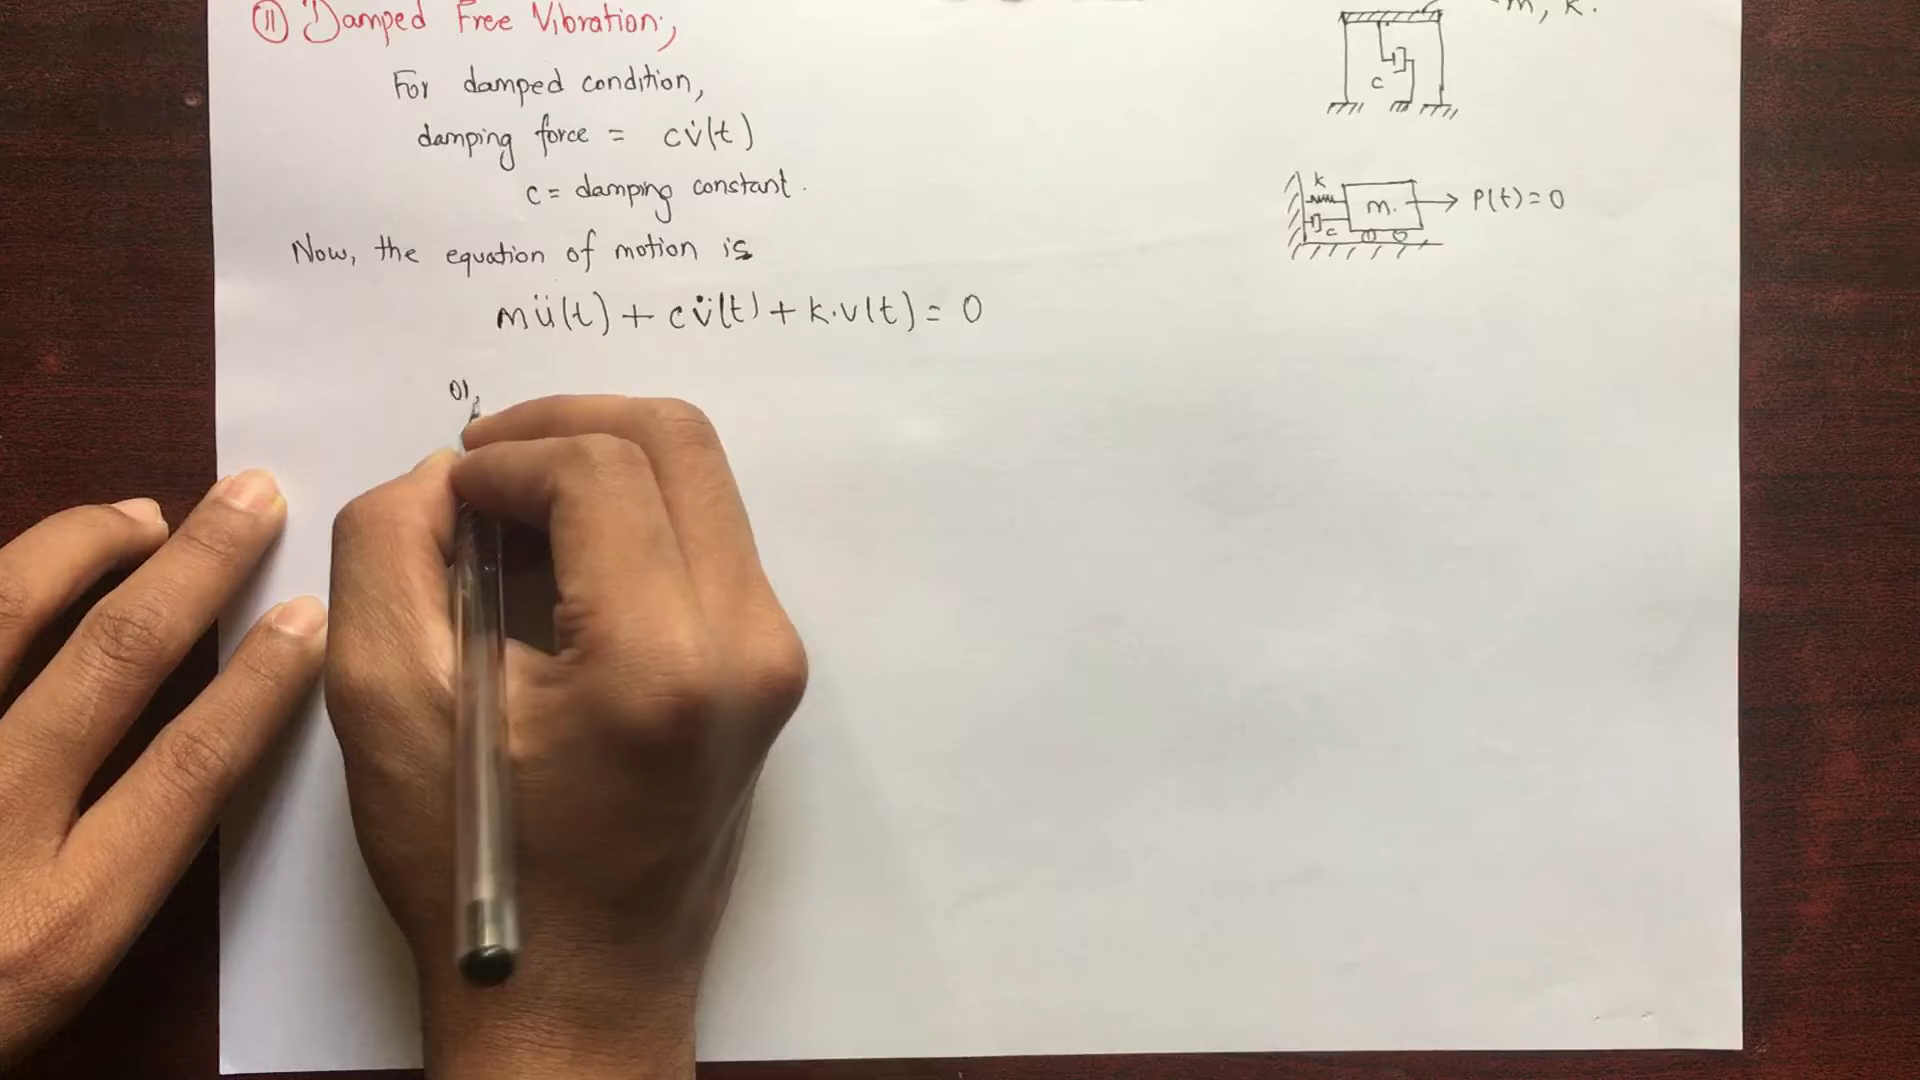 (II) Damped Free Vibration;
For damped condition,
damping force = cv̇(t)
c = damping constant.
Now, the equation of motion is
mü(t) + cv̇(t) + k.v(t) = 0
or,
m, k.
c
k
m.
P(t) = 0
c